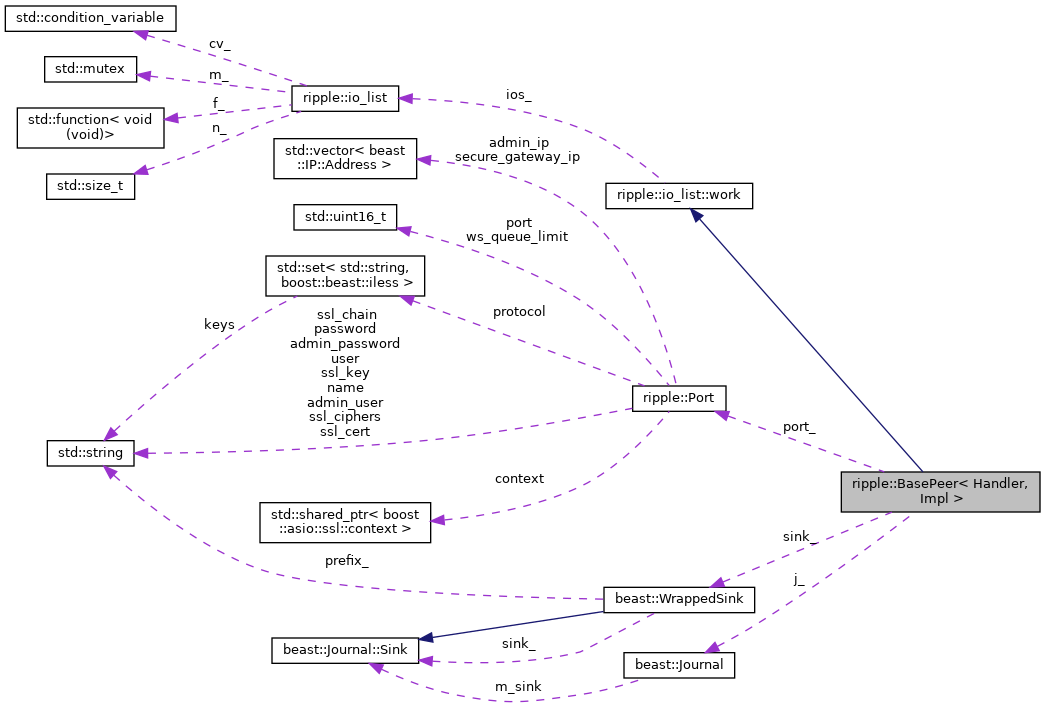 std::condition_variable
cv_
std::mutex
m_
ripple::io_list
ios_
f_
std::function< void
(void)>
n_
admin_ip
secure_gateway_ip
std::vector< beast
::IP::Address >
std::size_t
ripple::io_list::work
std::uint16_t
port
ws_queue_limit
std::set< std::string,
boost::beast::iless >
keys
protocol
ssl_chain
password
admin_password
user
ssl_key
name
admin_user
ssl_ciphers
ssl_cert
ripple::Port
port_
std::string
context
ripple::BasePeer< Handler,
Impl >
std::shared_ptr< boost
::asio::ssl::context >
sink_
prefix_
j_
beast::WrappedSink
beast::Journal::Sink
sink_
beast::Journal
m_sink